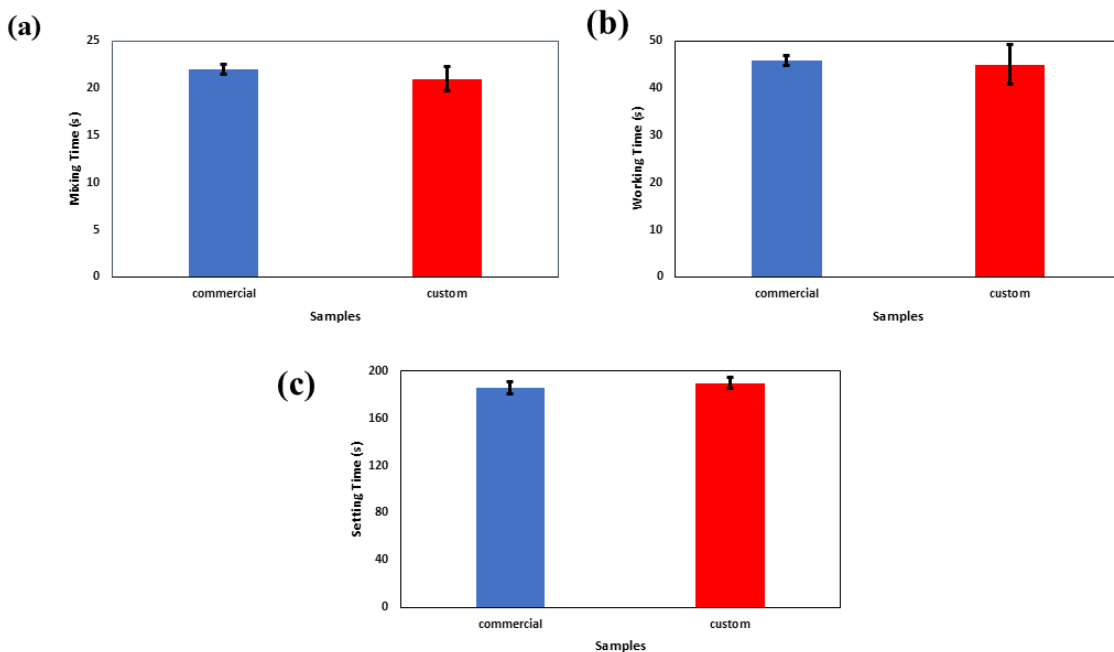 (a)
25
20
15
10
5
0
Mixing Time (s)
commercial
custom
Samples
(b)
50
40
30
20
10
0
Working Time (s)
commercial
custom
Samples
(c)
200
160
120
80
40
0
Setting Time (s)
commercial
custom
Samples